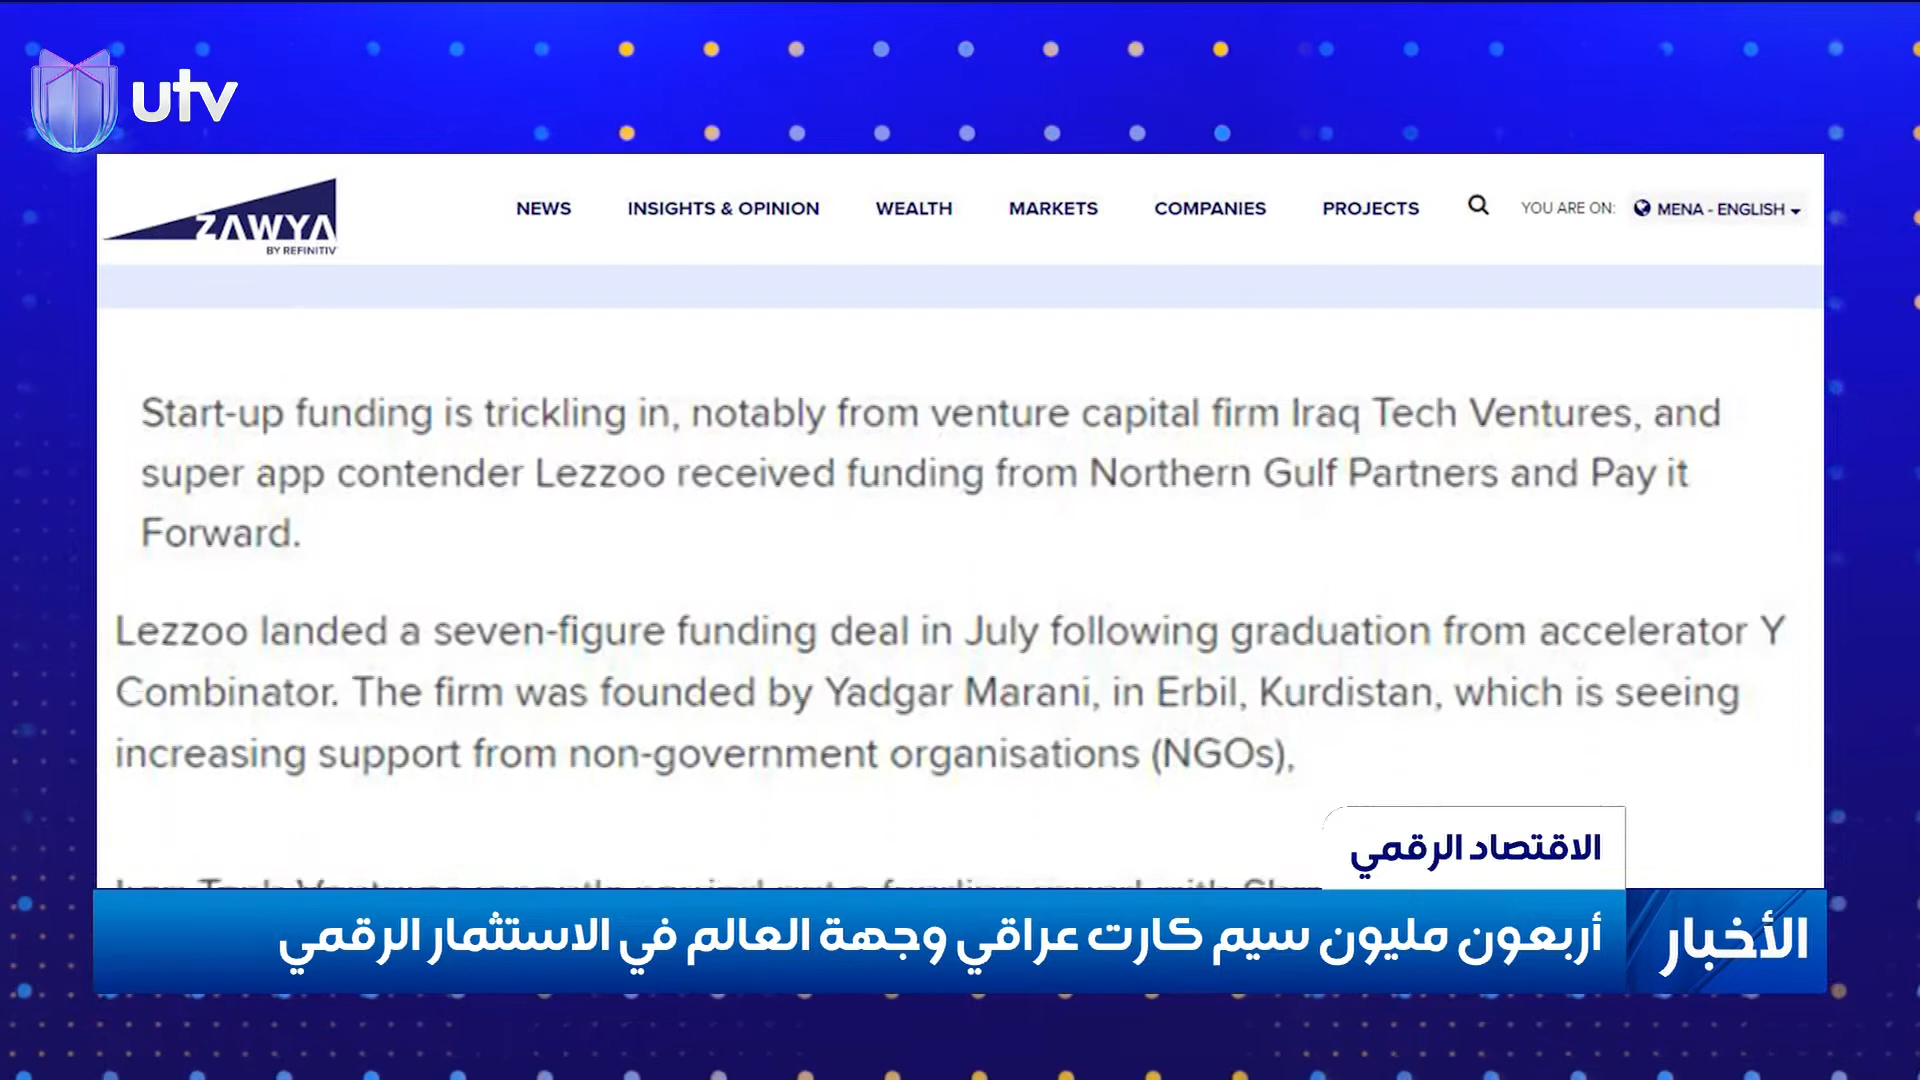 utv
ZAWYA
BY REFINITIV
NEWS INSIGHTS & OPINION WEALTH MARKETS COMPANIES PROJECTS YOU ARE ON: MENA - ENGLISH
Start-up funding is trickling in, notably from venture capital firm Iraq Tech Ventures, and
super app contender Lezzoo received funding from Northern Gulf Partners and Pay it
Forward.
Lezzoo landed a seven-figure funding deal in July following graduation from accelerator Y
Combinator. The firm was founded by Yadgar Marani, in Erbil, Kurdistan, which is seeing
increasing support from non-government organisations (NGOs),
الاقتصاد الرقمي
الأخبار
أربعون مليون سيم كارت عراقي وجهة العالم في الاستثمار الرقمي